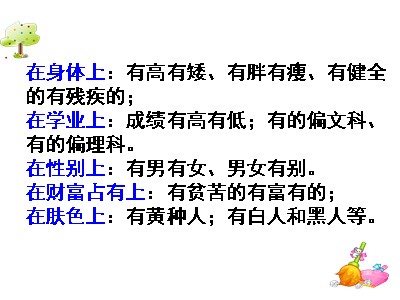 在身体上：有高有矮、有胖有瘦、有健全
的有残疾的；
在学业上：成绩有高有低；有的偏文科、
有的偏理科。
在性别上：有男有女、男女有别。
在财富占有上：有贫苦的有富有的；
在肤色上：有黄种人；有白人和黑人等。